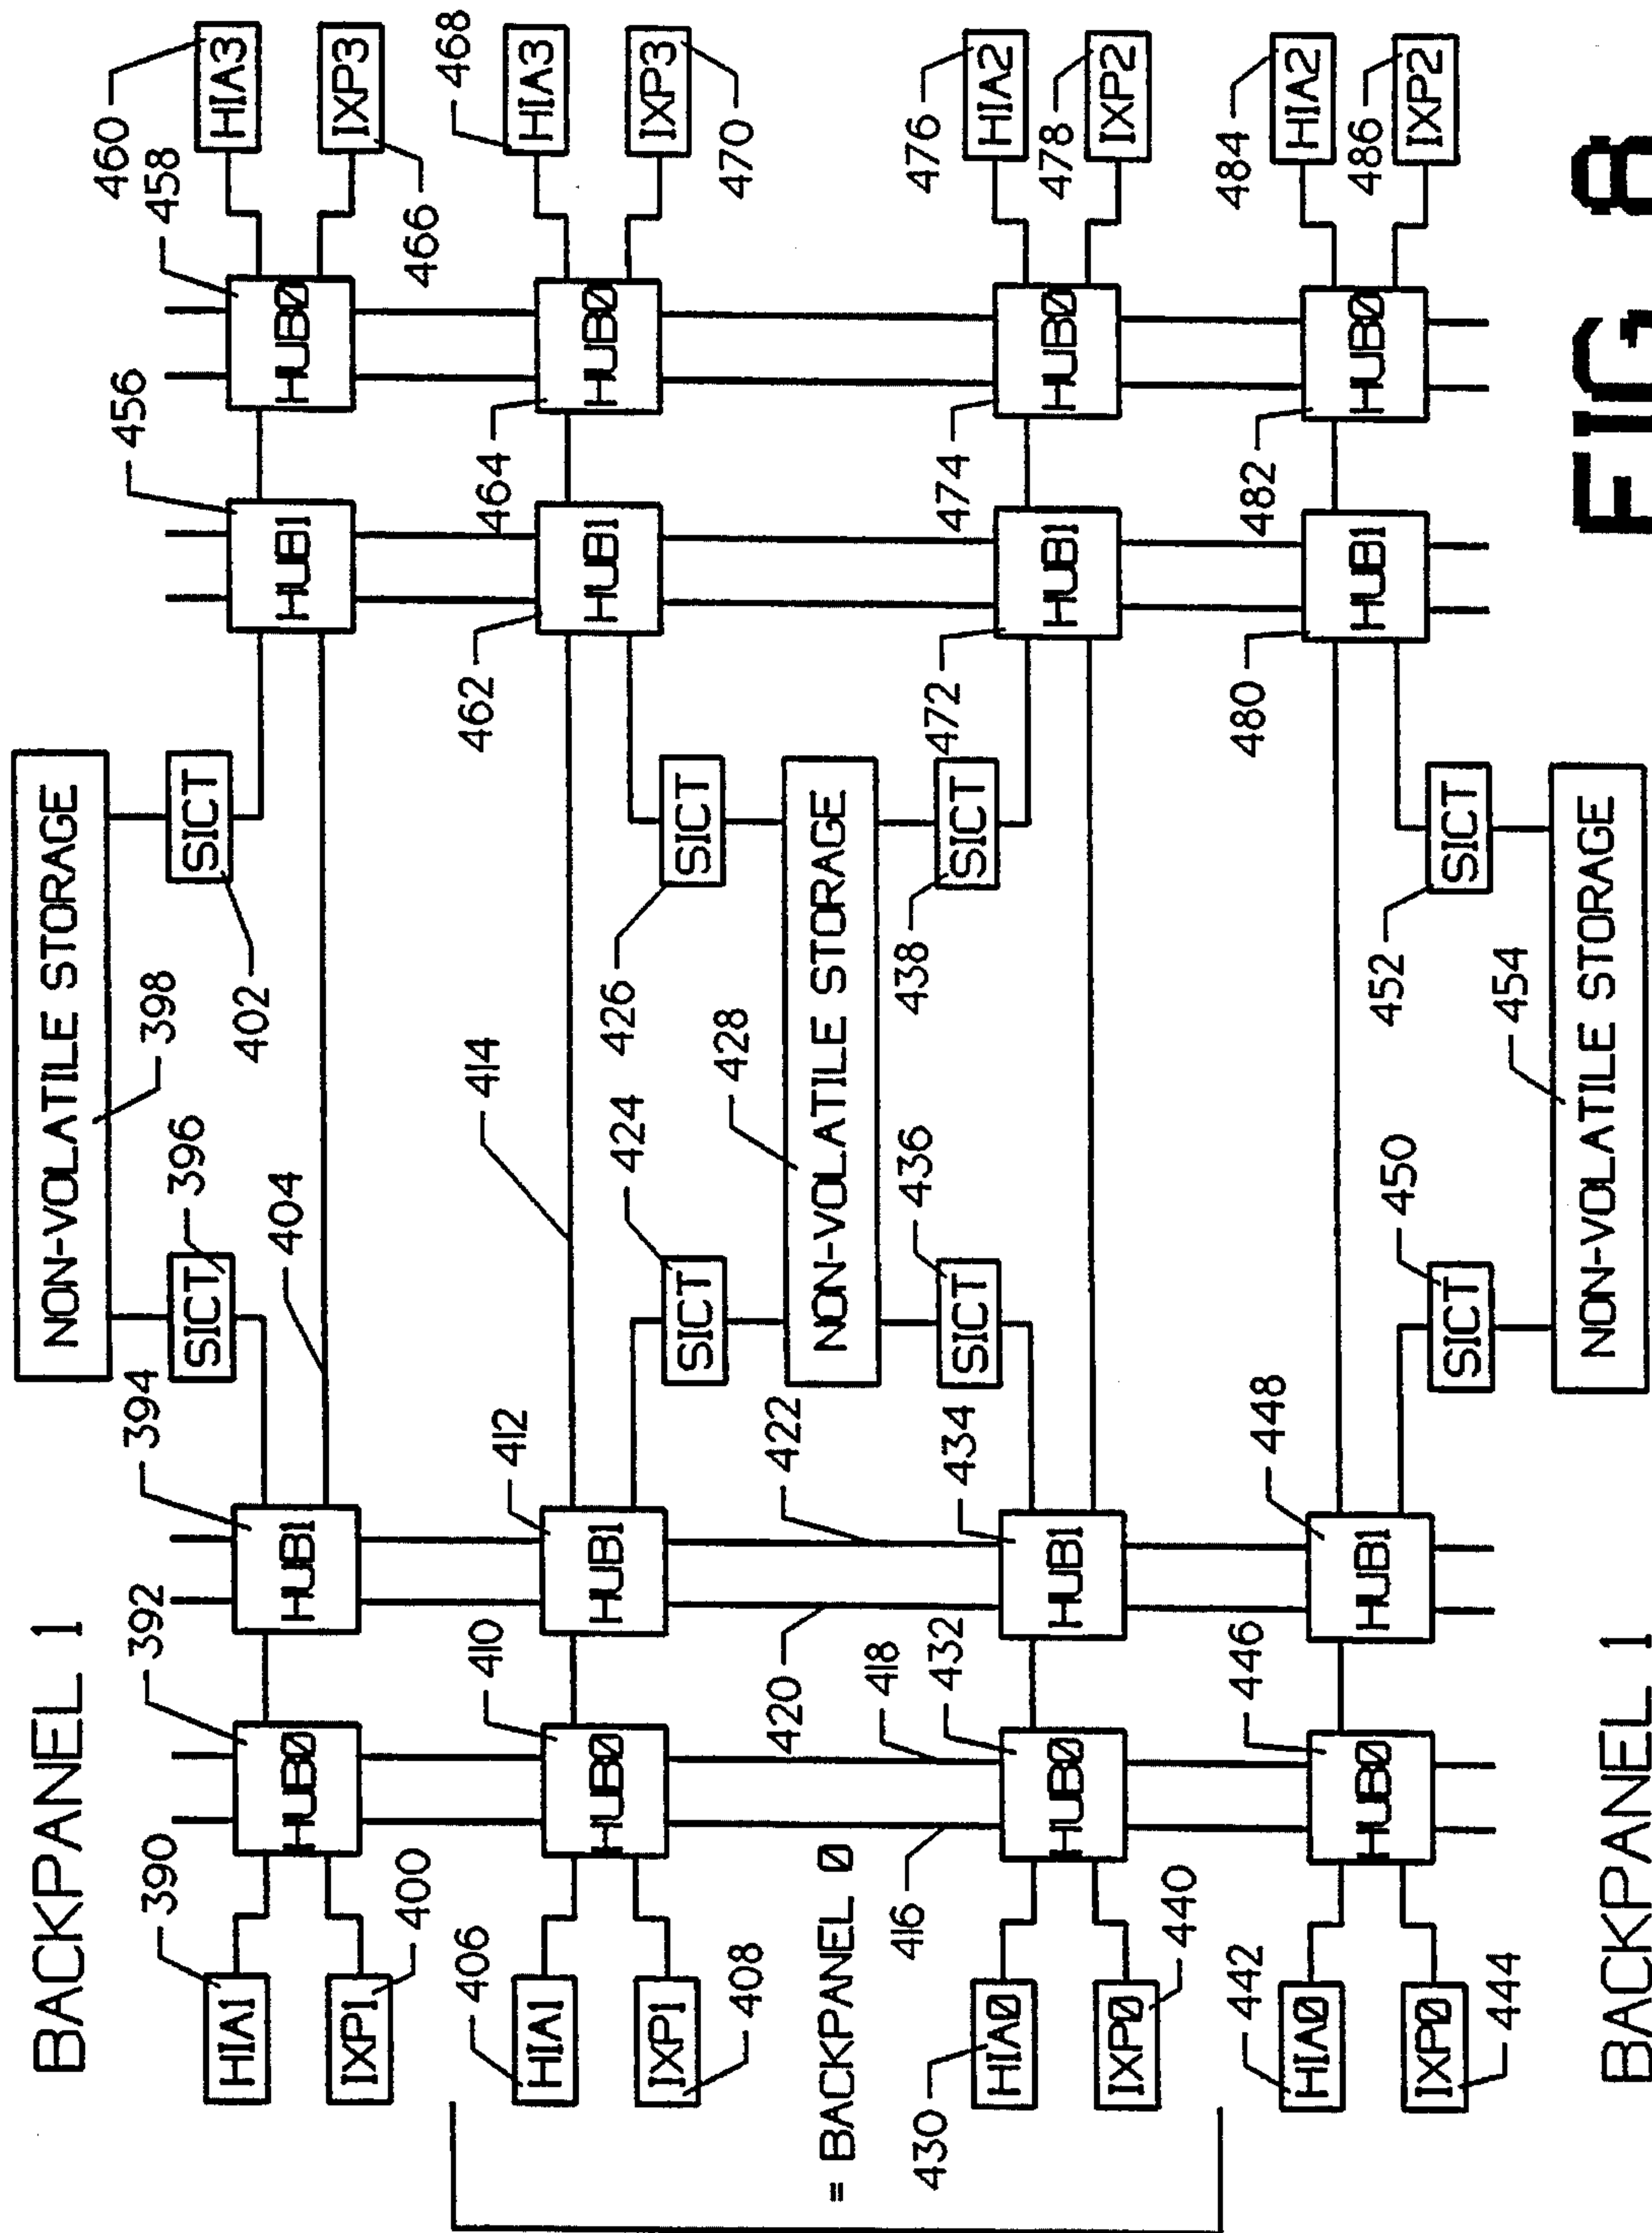 BACKPANEL 1
NON-VOLATILE STORAGE
390
392
394
396
398
456
458
460
SICT
SICT
402
HIA1
HUB0
HUB1
404
HUB1
HUB0
HIA3
IXP1
IXP3
400
466
406
410
412
414
462
464
468
HIA1
HUB0
HUB1
HUB1
HUB0
HIA3
IXP1
424
426
IXP3
SICT
SICT
408
420
422
428
470
= BACKPANEL 0
NON-VOLATILE STORAGE
416
418
430
432
434
436
438
472
474
476
SICT
SICT
HIA0
HUB0
HUB1
HUB1
HUB0
HIA2
478
IXP0
IXP2
440
442
446
448
480
482
484
HIA0
HUB0
HUB1
450
452
HUB1
HUB0
HIA2
486
IXP0
SICT
SICT
IXP2
444
454
BACKPANEL 1
NON-VOLATILE STORAGE
FIG 8